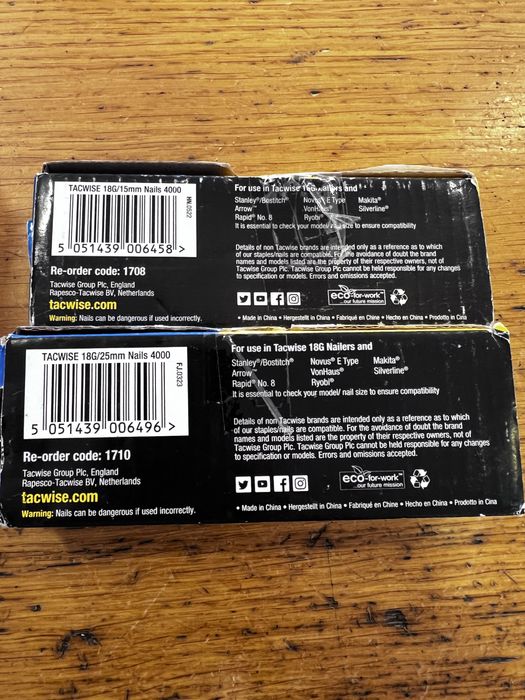 TACWISE 18G/15mm Nails 4000
HN.0522
5 051439 006458 >
Re-order code: 1708
Tacwise Group Plc, England
Rapesco-Tacwise BV, Netherlands
tacwise.com
Warning: Nails can be dangerous if used incorrectly.
For use in Tacwise 18G Nailers and
Stanley®/Bostitch® Novus® E Type Makita®
Arrow™ VonHaus® Silverline®
Rapid® No. 8 Ryobi®
It is essential to check your model/ nail size to ensure compatibility
Details of non Tacwise brands are intended only as a reference as to which
of our staples/nails are compatible. For the avoidance of doubt the brand
names and models listed are the property of their respective owners, not of
Tacwise Group Plc. Tacwise Group Plc cannot be held responsible for any changes
to specification or models. Errors and omissions accepted.
eco-for-work™
...our future mission
• Made in China • Hergestellt in China • Fabriqué en Chine • Hecho en China • Prodotto in Cina
TACWISE 18G/25mm Nails 4000
FJ.0323
5 051439 006496 >
Re-order code: 1710
Tacwise Group Plc, England
Rapesco-Tacwise BV, Netherlands
tacwise.com
Warning: Nails can be dangerous if used incorrectly.
For use in Tacwise 18G Nailers and
Stanley®/Bostitch® Novus® E Type Makita®
Arrow™ VonHaus® Silverline®
Rapid® No. 8 Ryobi®
It is essential to check your model/ nail size to ensure compatibility
Details of non Tacwise brands are intended only as a reference as to which
of our staples/nails are compatible. For the avoidance of doubt the brand
names and models listed are the property of their respective owners, not of
Tacwise Group Plc. Tacwise Group Plc cannot be held responsible for any changes
to specification or models. Errors and omissions accepted.
eco-for-work™
...our future mission
• Made in China • Hergestellt in China • Fabriqué en China • Hecho en China • Prodotto in Cina